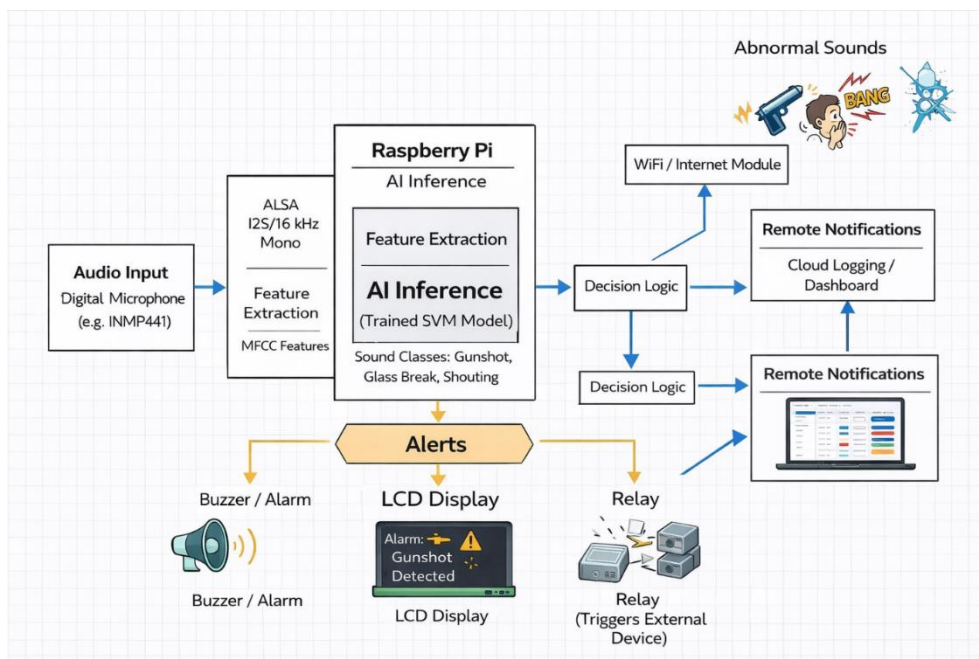 Abnormal Sounds
BANG
WiFi / Internet Module
Raspberry Pi
AI Inference
Feature Extraction
AI Inference
(Trained SVM Model)
Sound Classes: Gunshot,
Glass Break, Shouting
ALSA
I2S/16 kHz
Mono
Feature
Extraction
MFCC Features
Audio Input
Digital Microphone
(e.g. INMP441)
Decision Logic
Remote Notifications
Cloud Logging /
Dashboard
Decision Logic
Remote Notifications
Alerts
Buzzer / Alarm
Buzzer / Alarm
LCD Display
Alarm:
Gunshot
Detected
LCD Display
Relay
Relay
(Triggers External
Device)